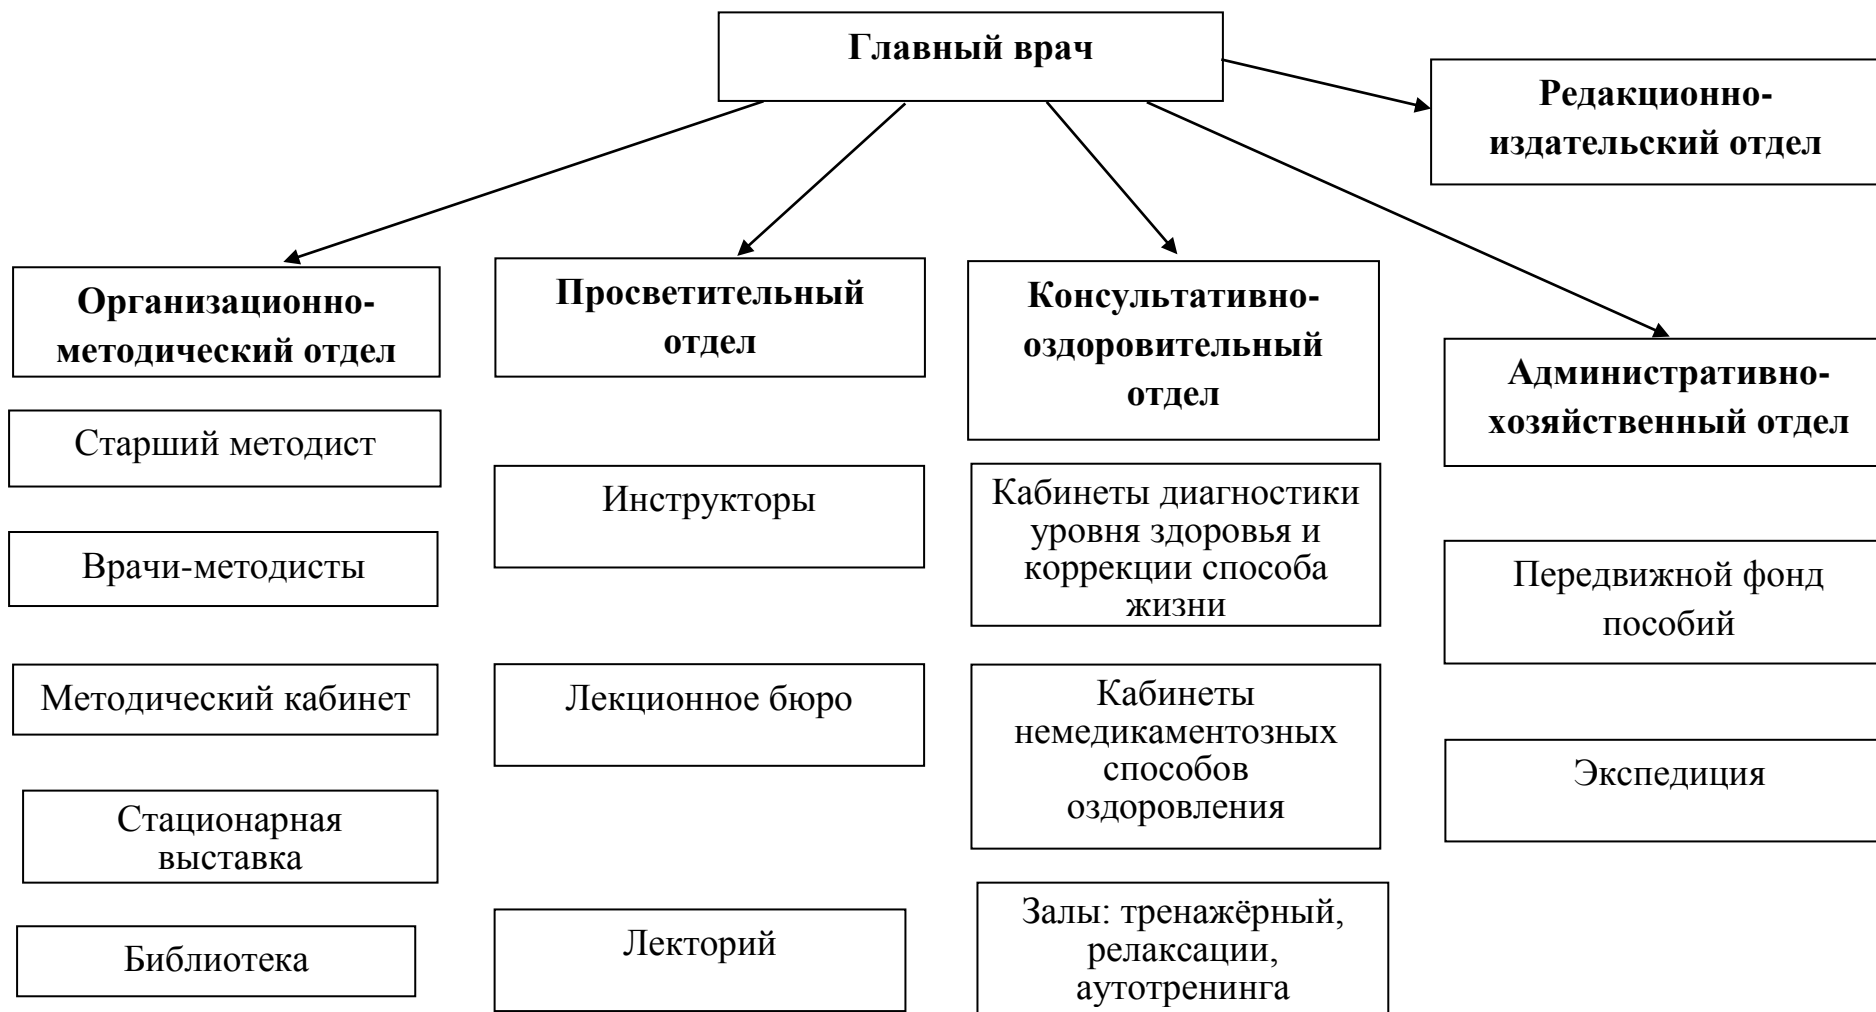 Главный врач
Редакционно-
издательский отдел
Организационно-
методический отдел
Старший методист
Врачи-методисты
Методический кабинет
Стационарная
выставка
Библиотека
Просветительный
отдел
Инструкторы
Лекционное бюро
Лекторий
Консультативно-
оздоровительный
отдел
Кабинеты диагностики
уровня здоровья и
коррекции способа
жизни
Кабинеты
немедикаментозных
способов
оздоровления
Залы: тренажёрный,
релаксации,
аутотренинга
Административно-
хозяйственный отдел
Передвижной фонд
пособий
Экспедиция